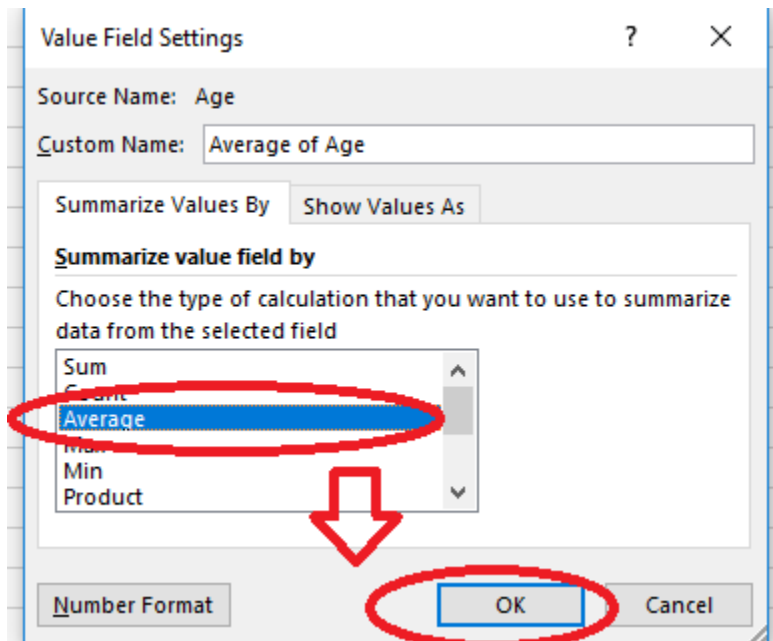 Value Field Settings ? ×
Source Name: Age
Custom Name: Average of Age
Summarize Values By Show Values As
Summarize value field by
Choose the type of calculation that you want to use to summarize
data from the selected field
Sum
Count
Average
Max
Min
Product
Number Format OK Cancel